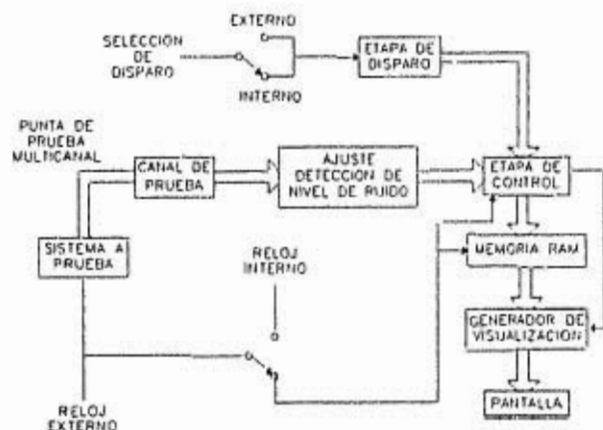 EXTERNO
SELECCION
DE
DISPARO
INTERNO
ETAPA DE
DISPARO
PUNTA DE
PRUEBA
MULTICANAL
CANAL DE
PRUEBA
AJUSTE
DETECCION DE
NIVEL DE RUIDO
ETAPA DE
CONTROL
SISTEMA A
PRUEBA
RELOJ
INTERNO
MEMORIA RAM
GENERADOR DE
VISUALIZACION
RELOJ
EXTERNO
PANTALLA